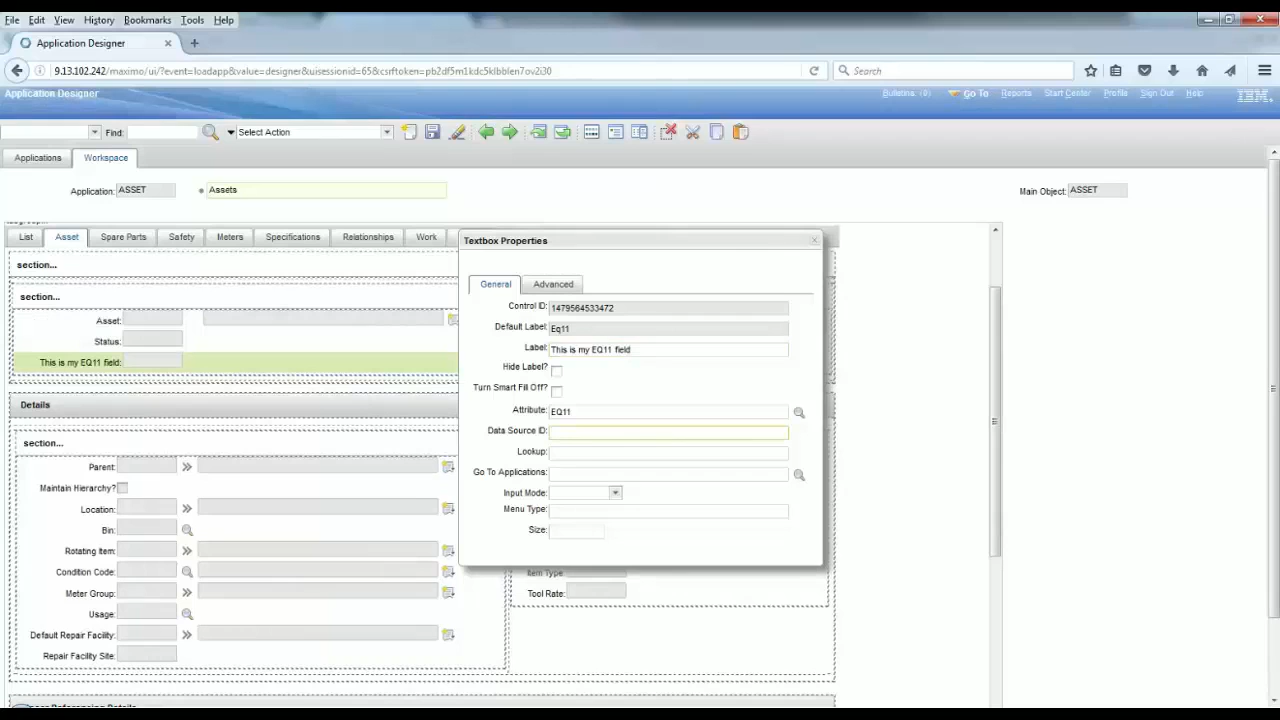 File Edit View History Bookmarks Tools Help
Application Designer
9.13.102.242/maximo/ui/?event=loadapp&value=designer&uisessionid=65&csrftoken=pb2df5m1kdc5klbblen7ov2i30
Search
Application Designer
Bulletins: (0) Go To Reports Start Center Profile Sign Out Help
IBM.
Find: Select Action
Applications Workspace
Application: ASSET Assets Main Object: ASSET
List Asset Spare Parts Safety Meters Specifications Relationships Work
section...
section...
Asset:
Status:
This is my EQ11 field:
Details
section...
Parent:
Maintain Hierarchy?
Location:
Bin:
Rotating Item:
Condition Code:
Meter Group:
Usage:
Default Repair Facility:
Repair Facility Site:
Textbox Properties
General Advanced
Control ID: 1479564533472
Default Label: Eq11
Label: This is my EQ11 field
Hide Label?
Turn Smart Fill Off?
Attribute: EQ11
Data Source ID:
Lookup:
Go To Applications:
Input Mode:
Menu Type:
Size:
Item Type:
Tool Rate:
Referencing Details